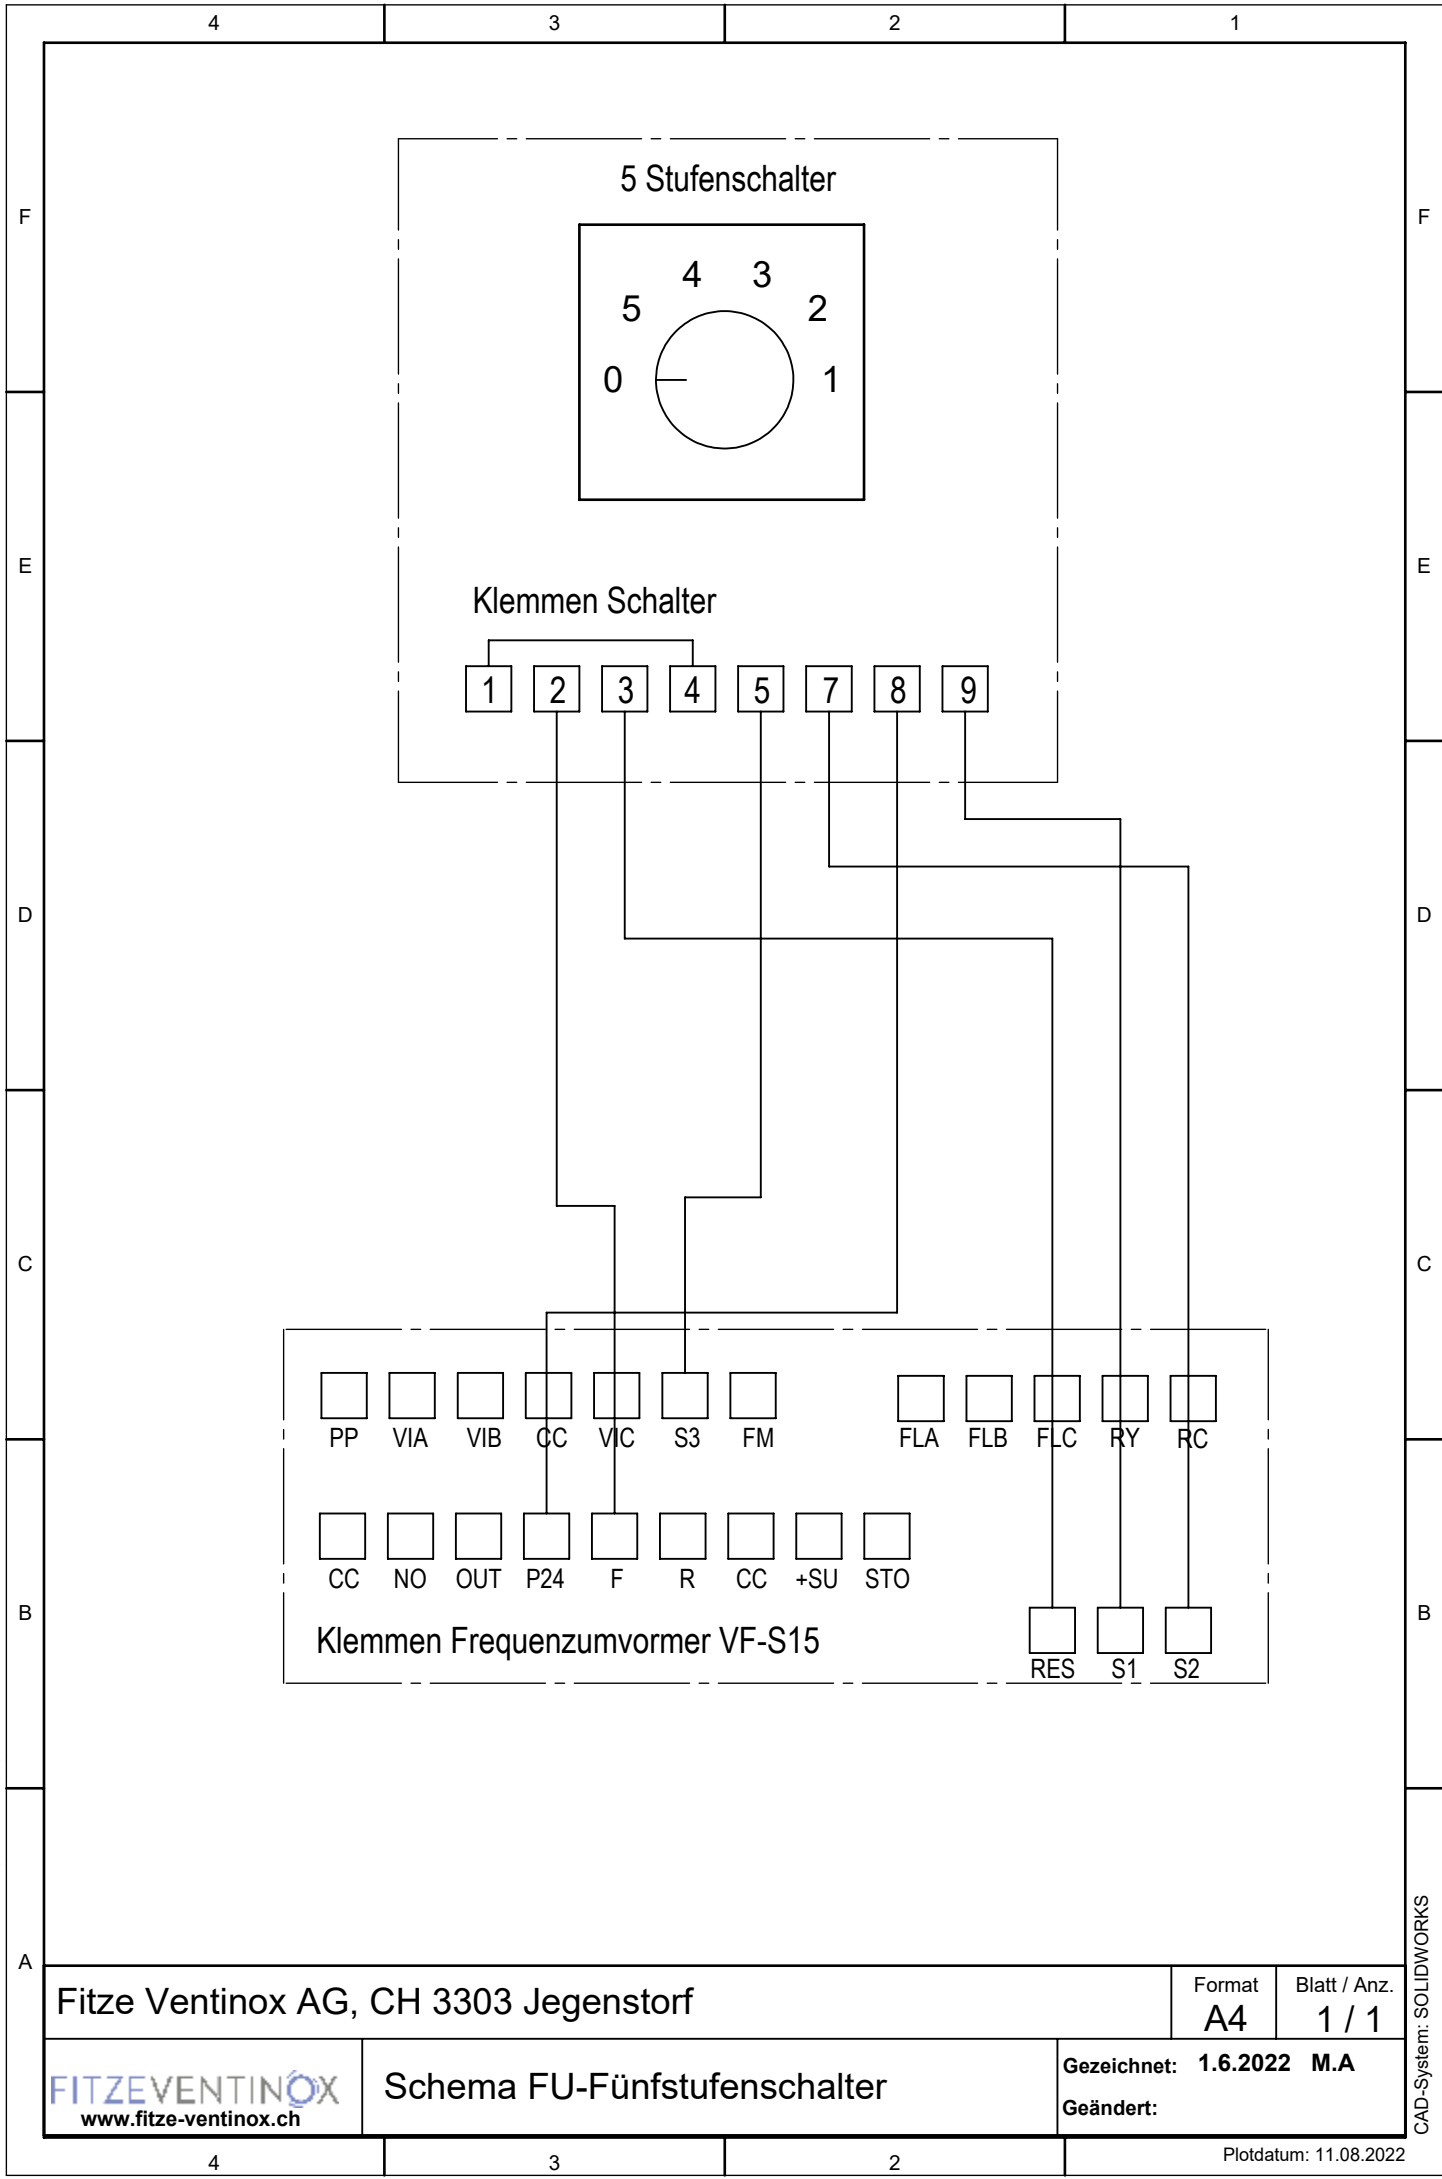 4 3 2 1
5 Stufenschalter
F F
4 3
5 2
0 1
E E
Klemmen Schalter
1 2 3 4 5 7 8 9
D D
C C
PP VIA VIB CC VIC S3 FM FLA FLB FLC RY RC
CC NO OUT P24 F R CC +SU STO
B B
Klemmen Frequenzumvormer VF-S15
RES S1 S2
A
Fitze Ventinox AG, CH 3303 Jegenstorf
Format
A4
Blatt / Anz.
1 / 1
FITZEVENTINOX
www.fitze-ventinox.ch
Schema FU-Fünfstufenschalter
Gezeichnet: 1.6.2022 M.A
Geändert:
CAD-System: SOLIDWORKS
4 3 2
Plotdatum: 11.08.2022